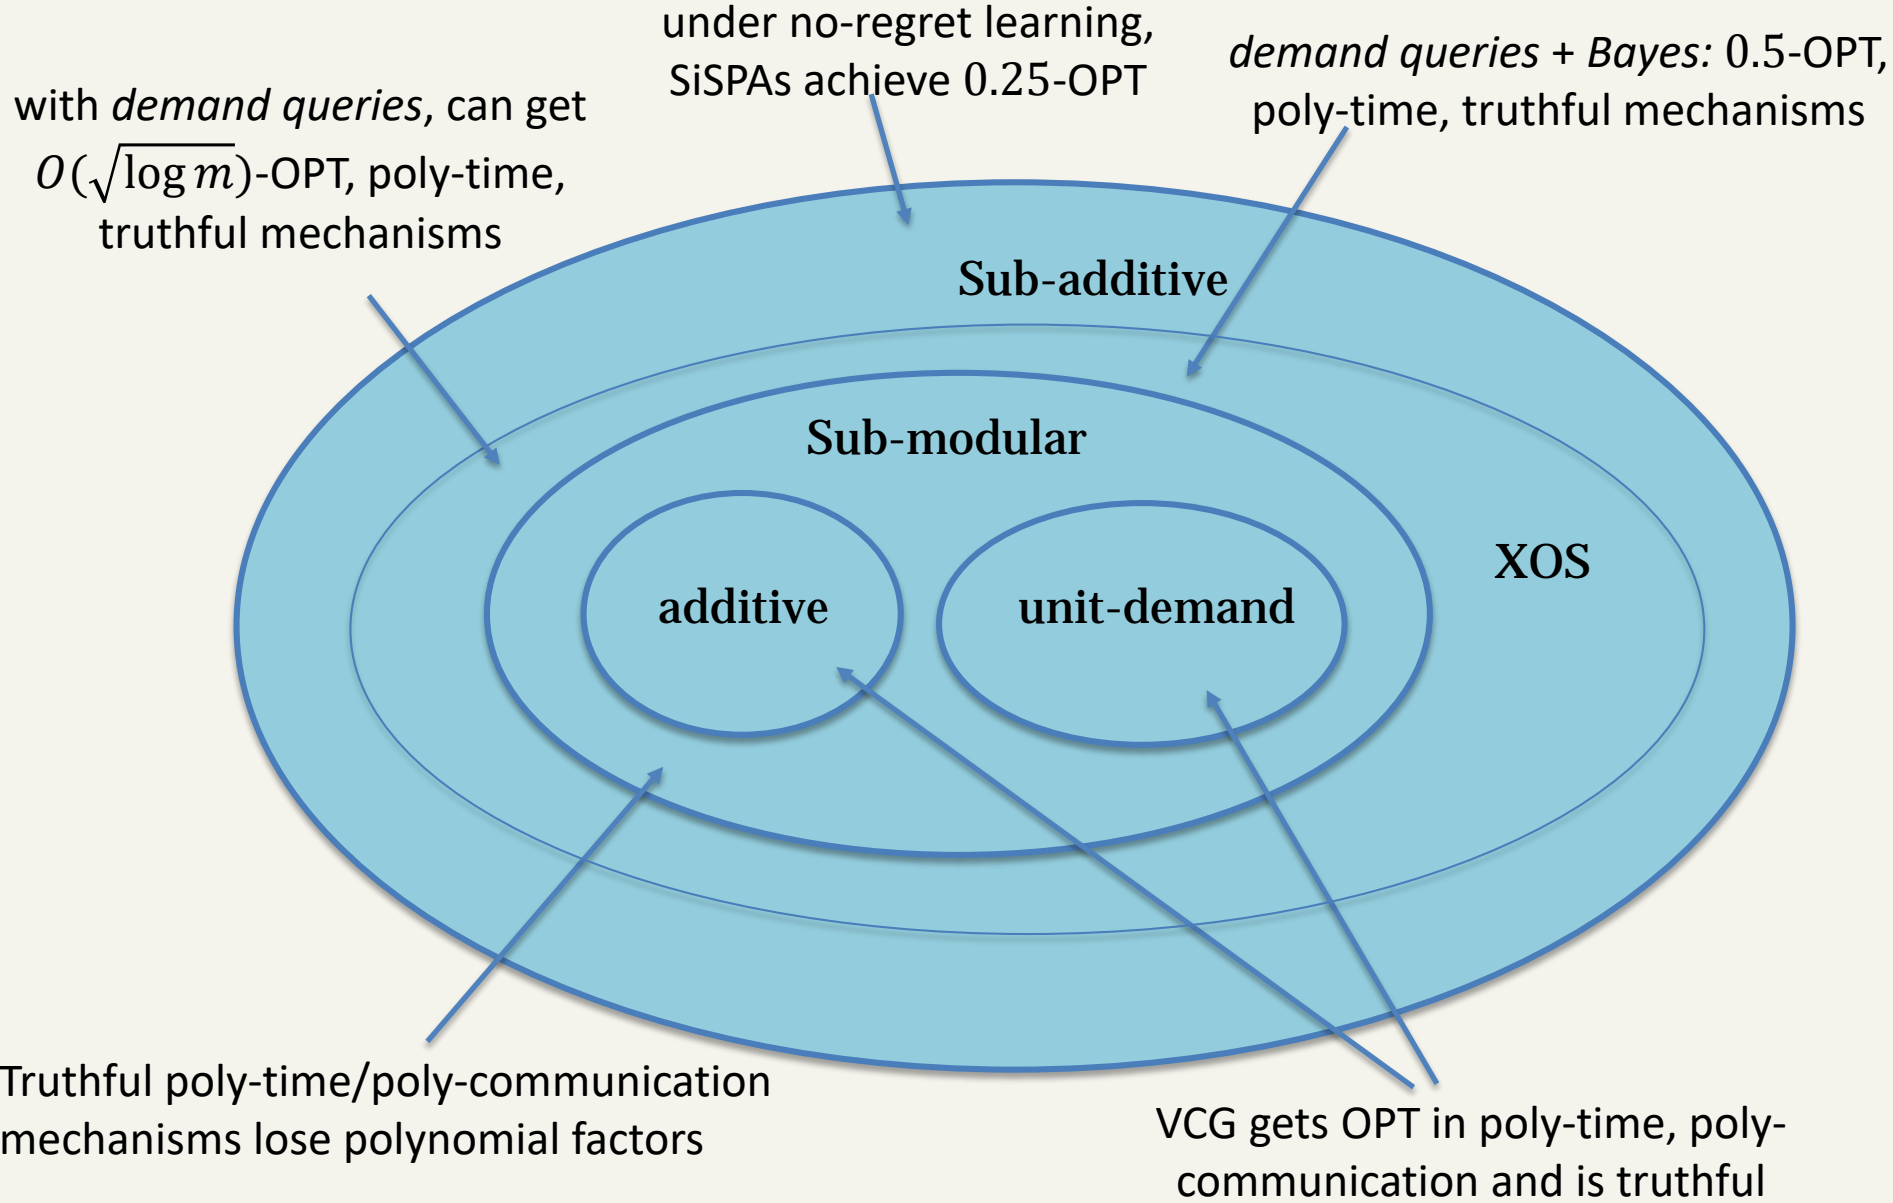 under no-regret learning,
SiSPAs achieve 0.25-OPT
demand queries + Bayes: 0.5-OPT,
poly-time, truthful mechanisms
with demand queries, can get
O(√log m)-OPT, poly-time,
truthful mechanisms
Sub-additive
Sub-modular
XOS
additive
unit-demand
Truthful poly-time/poly-communication
mechanisms lose polynomial factors
VCG gets OPT in poly-time, poly-
communication and is truthful